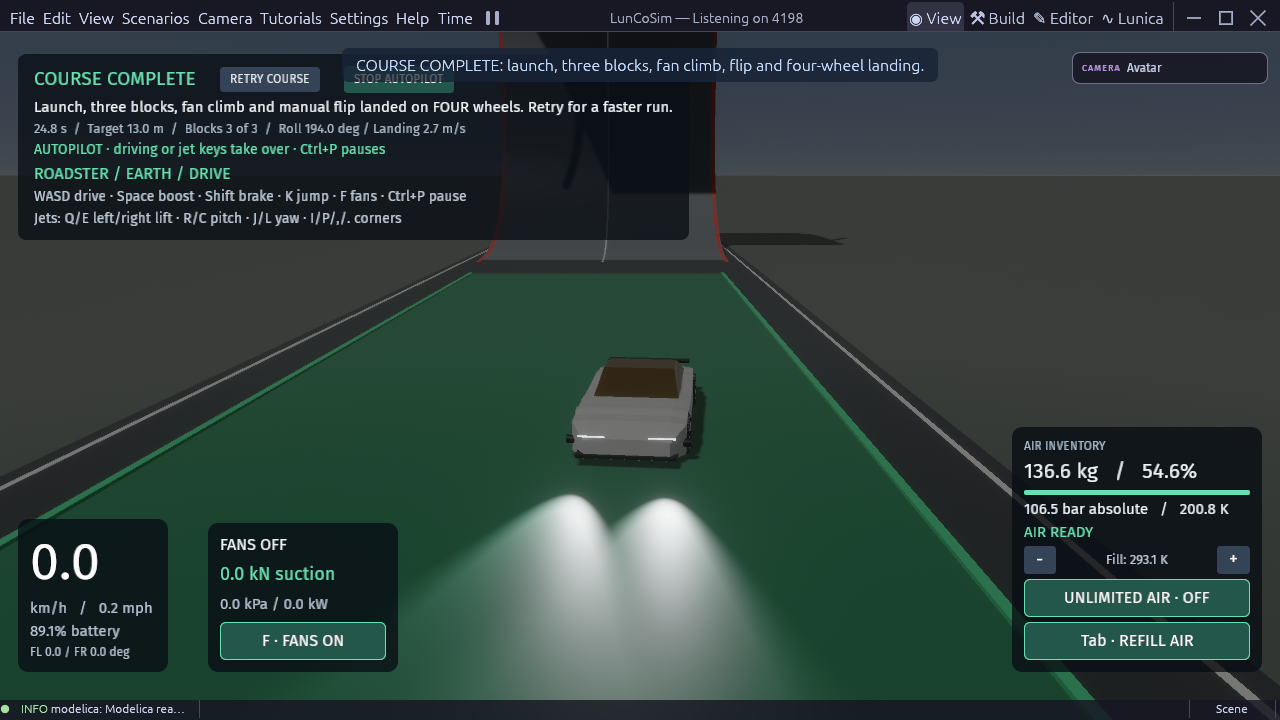 File Edit View Scenarios Camera Tutorials Settings Help Time
LunCoSim — Listening on 4198
View Build Editor Lunica
COURSE COMPLETE: launch, three blocks, fan climb, flip and four-wheel landing.
CAMERA Avatar
COURSE COMPLETE RETRY COURSE STOP AUTOPILOT
Launch, three blocks, fan climb and manual flip landed on FOUR wheels. Retry for a faster run.
24.8 s / Target 13.0 m / Blocks 3 of 3 / Roll 194.0 deg / Landing 2.7 m/s
AUTOPILOT · driving or jet keys take over · Ctrl+P pauses
ROADSTER / EARTH / DRIVE
WASD drive · Space boost · Shift brake · K jump · F fans · Ctrl+P pause
Jets: Q/E left/right lift · R/C pitch · J/L yaw · I/P/,/. corners
0.0
km/h / 0.2 mph
89.1% battery
FL 0.0 / FR 0.0 deg
FANS OFF
0.0 kN suction
0.0 kPa / 0.0 kW
F · FANS ON
AIR INVENTORY
136.6 kg / 54.6%
106.5 bar absolute / 200.8 K
AIR READY
- Fill: 293.1 K +
UNLIMITED AIR · OFF
Tab · REFILL AIR
INFO modelica: Modelica rea…
Scene